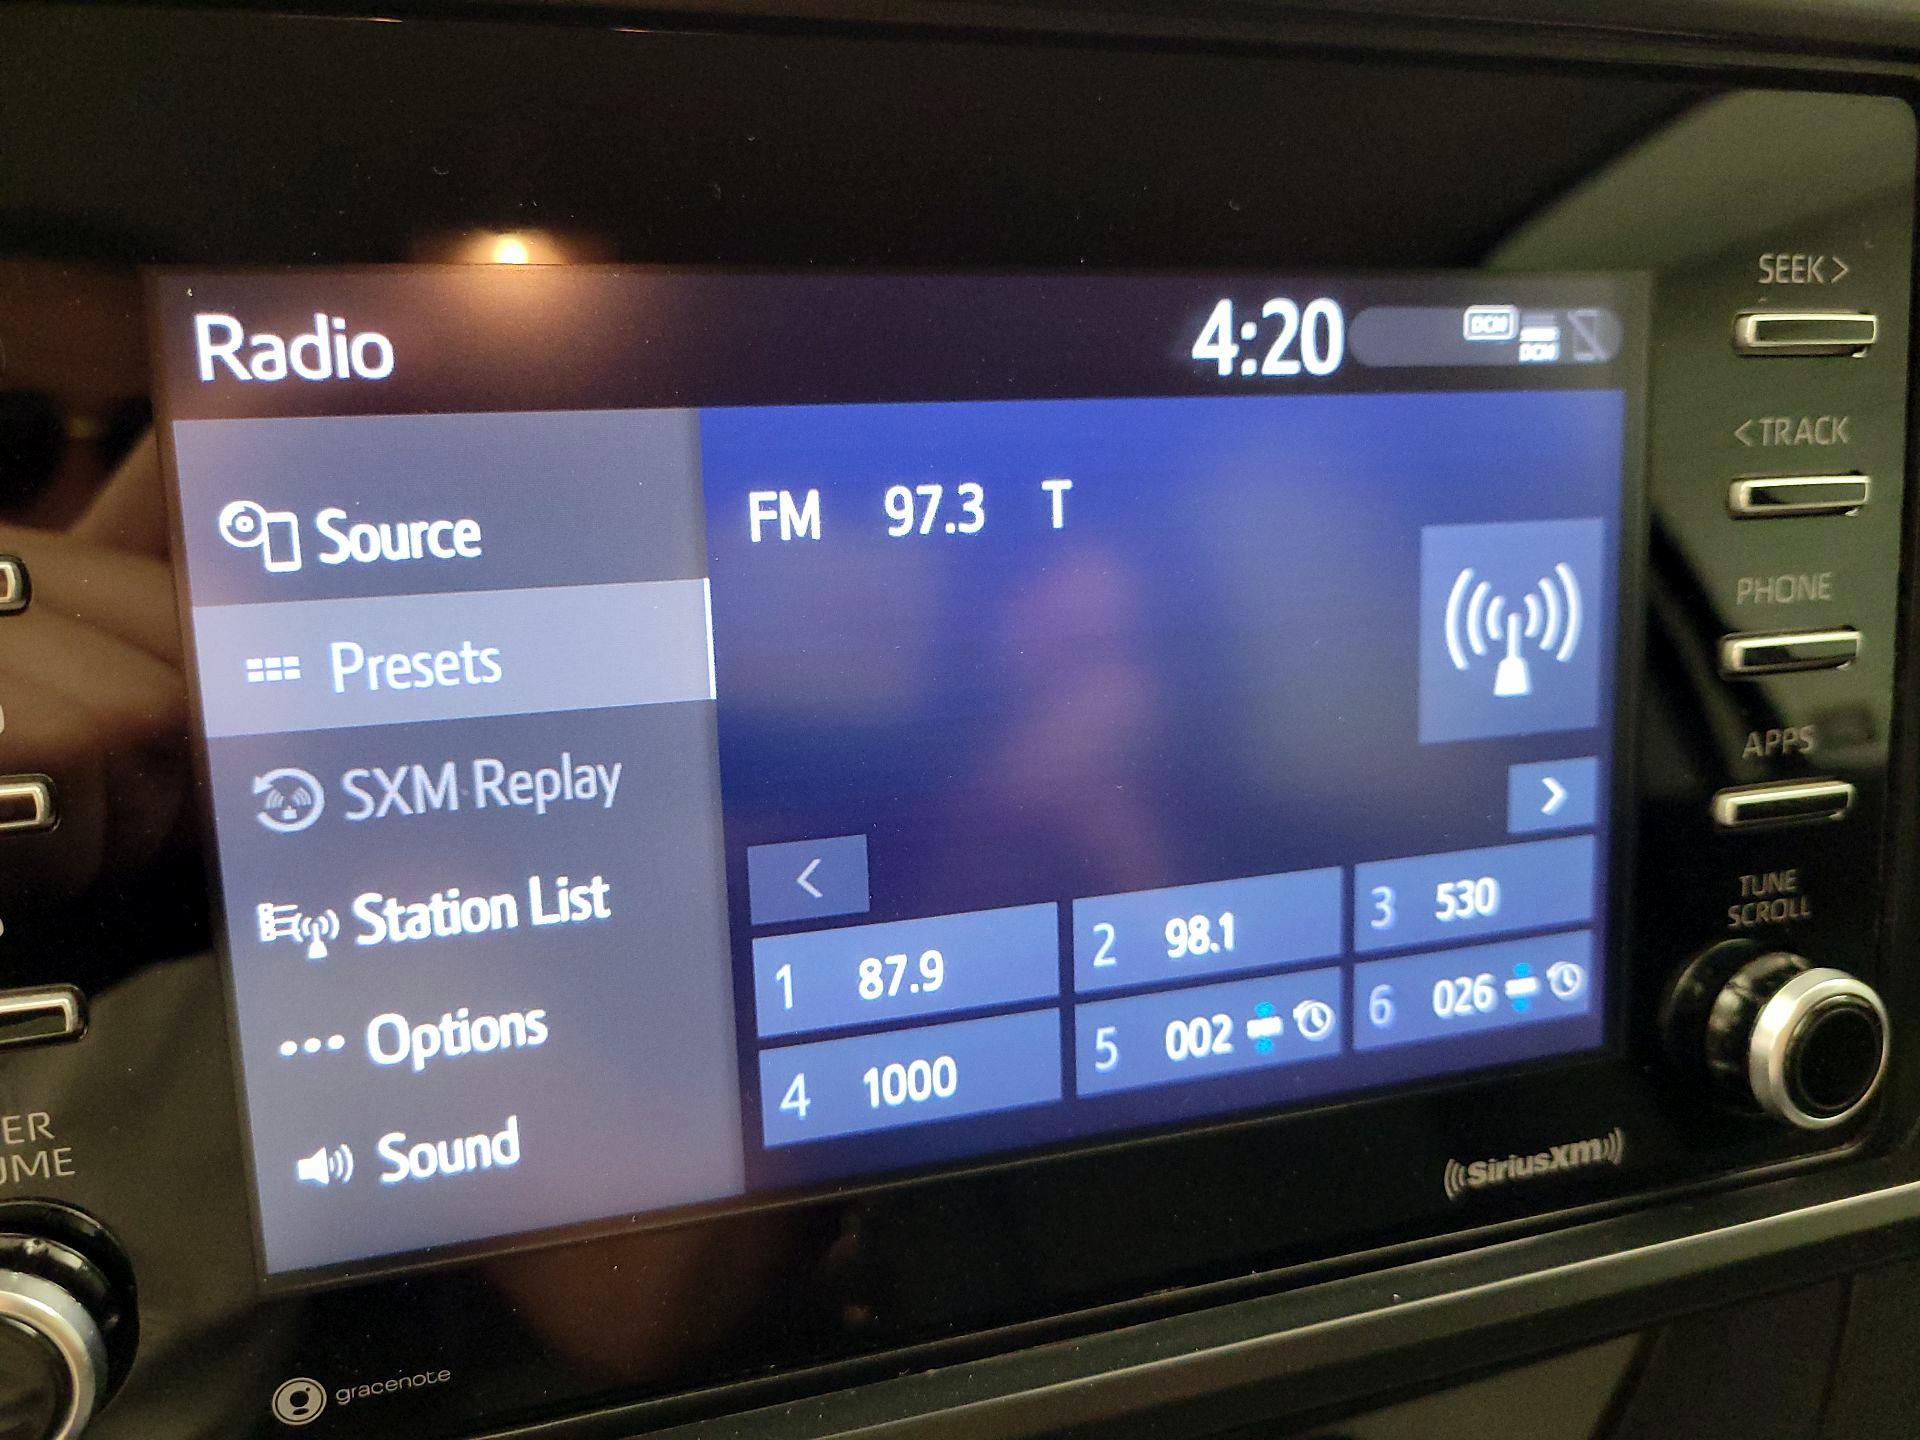 Radio
4:20
DCM
DCM
Source
Presets
SXM Replay
Station List
Options
Sound
FM 97.3 T
1 87.9
2 98.1
3 530
4 1000
5 002
6 026
SEEK >
< TRACK
PHONE
APPS
TUNE
SCROLL
ER
UME
((SiriusXM))
gracenote